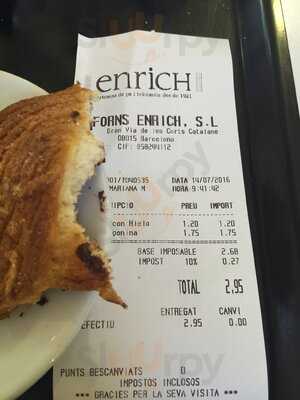 enrich
FORNS ENRICH, S.L
Gran Via de les Corts Catalane
08015 Barcelona
DATA 14/07/2016
MARIANA M HORA 9:41:42
IPCIO PREU IMPORT
con Hielo 1.20 1.20
1.75 1.75
BASE IMPOSABLE 2.68
IMPOST 10% 0.27
TOTAL 2,95
ENTREGAT CANVI
EFECTIU 2.95 0.00
PUNTS BESCANVIATS 0
IMPOSTOS INCLOSOS
*** GRACIES PER LA SEVA VISITA ***